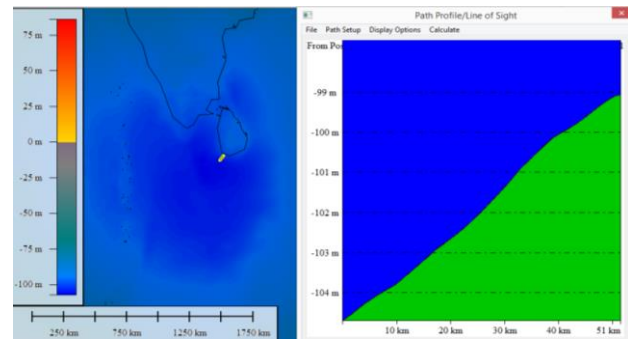 75 m
50 m
25 m
0 m
-25 m
-50 m
-75 m
-100 m
250 km 750 km 1250 km 1750 km
Path Profile/Line of Sight
File Path Setup Display Options Calculate
From Pos
-99 m
-100 m
-101 m
-102 m
-103 m
-104 m
10 km 20 km 30 km 40 km 51 km